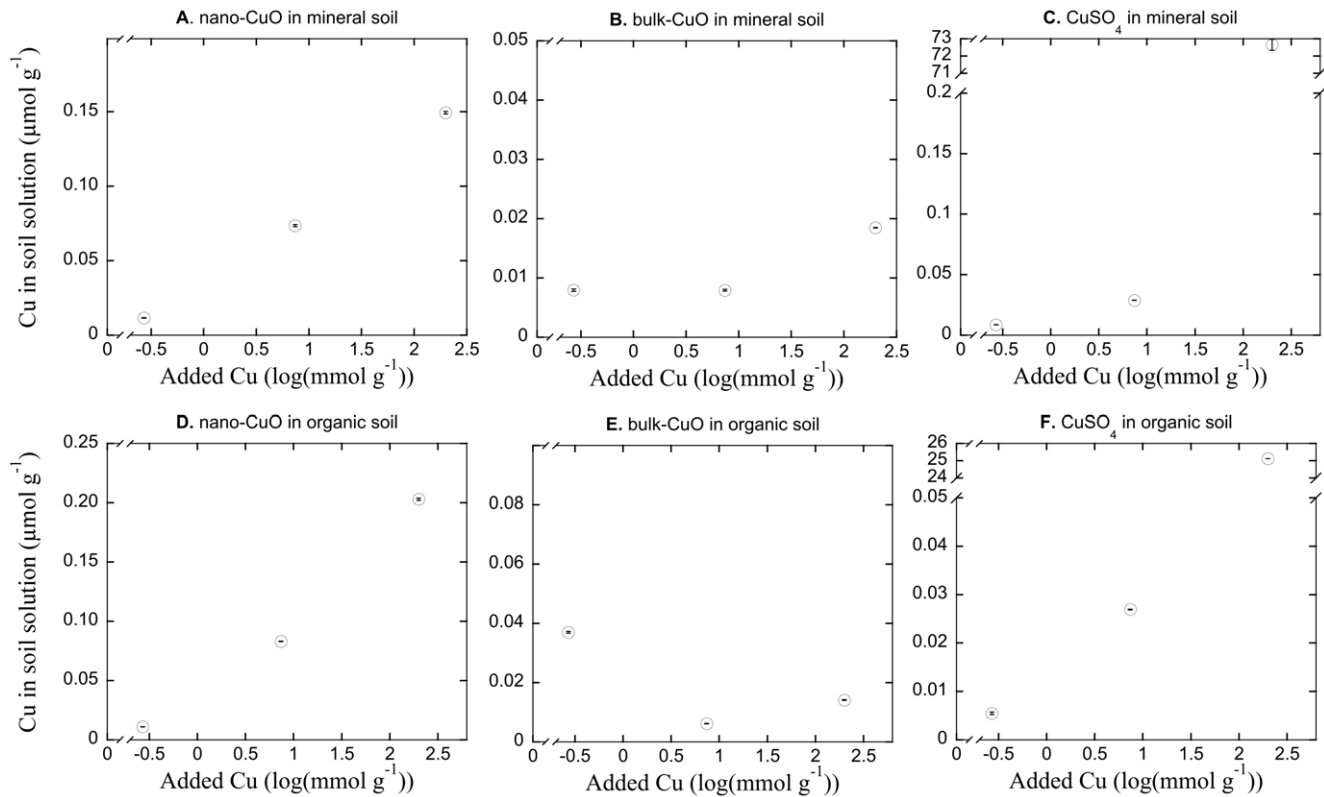 A. nano-CuO in mineral soil
B. bulk-CuO in mineral soil
C. CuSO4 in mineral soil
Cu in soil solution (µmol g-1)
0.15
0.10
0.05
0
0 -0.5 0 0.5 1 1.5 2 2.5
Added Cu (log(mmol g-1))
0.05
0.04
0.03
0.02
0.01
0
0 -0.5 0 0.5 1 1.5 2 2.5
Added Cu (log(mmol g-1))
73
72
71
0.2
0.15
0.1
0.05
0
0 -0.5 0 0.5 1 1.5 2 2.5
Added Cu (log(mmol g-1))
D. nano-CuO in organic soil
E. bulk-CuO in organic soil
F. CuSO4 in organic soil
Cu in soil solution (µmol g-1)
0.25
0.20
0.15
0.10
0.05
0
0 -0.5 0 0.5 1 1.5 2 2.5
Added Cu (log(mmol g-1))
0.08
0.06
0.04
0.02
0
0 -0.5 0 0.5 1 1.5 2 2.5
Added Cu (log(mmol g-1))
26
25
24
0.05
0.04
0.03
0.02
0.01
0
0 -0.5 0 0.5 1 1.5 2 2.5
Added Cu (log(mmol g-1))